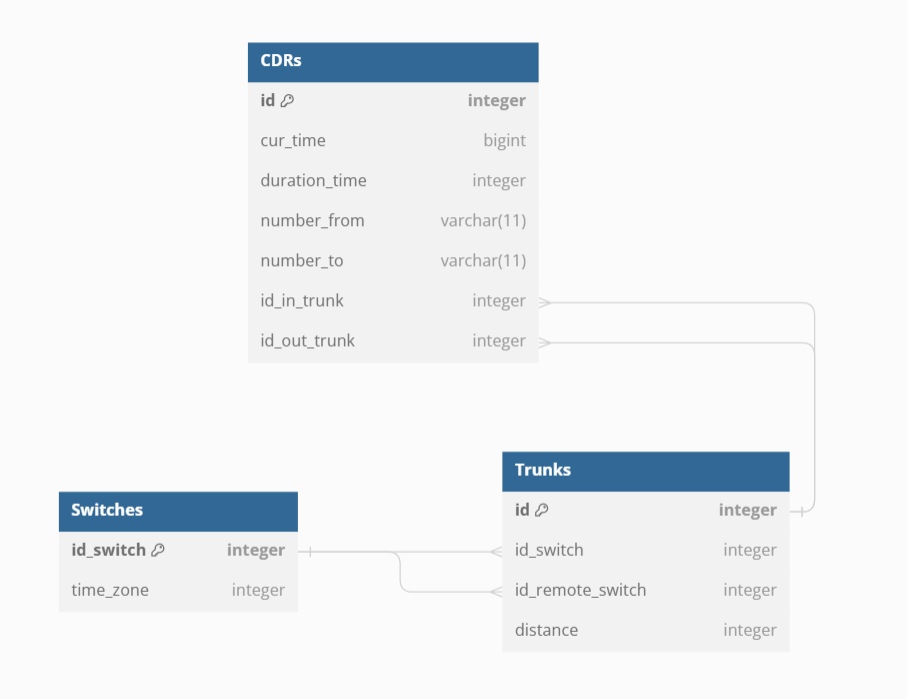 CDRs
id integer
cur_time bigint
duration_time integer
number_from varchar(11)
number_to varchar(11)
id_in_trunk integer
id_out_trunk integer
Trunks
id integer
id_switch integer
id_remote_switch integer
distance integer
Switches
id_switch integer
time_zone integer